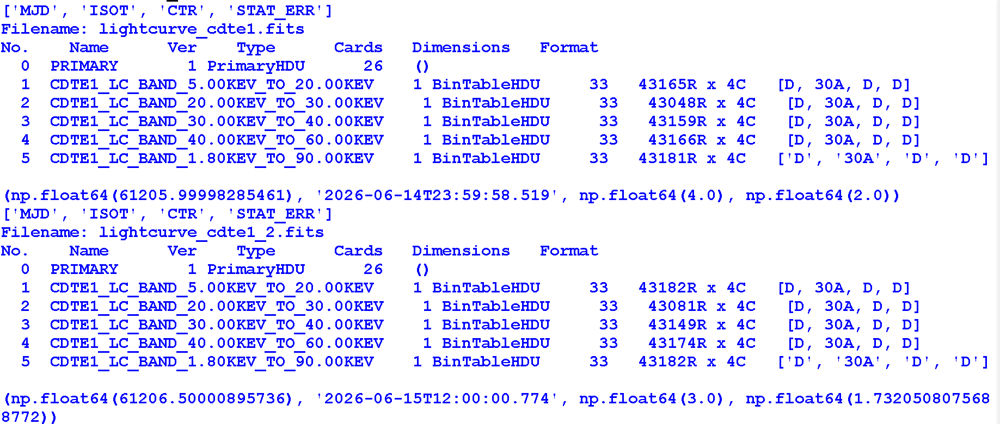 ['MJD', 'ISOT', 'CTR', 'STAT_ERR']
Filename: lightcurve_cdte1.fits
No.    Name      Ver    Type      Cards   Dimensions   Format
  0  PRIMARY       1 PrimaryHDU      26   ()
  1  CDTE1_LC_BAND_5.00KEV_TO_20.00KEV    1 BinTableHDU     33   43165R x 4C   [D, 30A, D, D]
  2  CDTE1_LC_BAND_20.00KEV_TO_30.00KEV    1 BinTableHDU     33   43048R x 4C   [D, 30A, D, D]
  3  CDTE1_LC_BAND_30.00KEV_TO_40.00KEV    1 BinTableHDU     33   43159R x 4C   [D, 30A, D, D]
  4  CDTE1_LC_BAND_40.00KEV_TO_60.00KEV    1 BinTableHDU     33   43166R x 4C   [D, 30A, D, D]
  5  CDTE1_LC_BAND_1.80KEV_TO_90.00KEV    1 BinTableHDU     33   43181R x 4C   ['D', '30A', 'D', 'D']
(np.float64(61205.99998285461), '2026-06-14T23:59:58.519', np.float64(4.0), np.float64(2.0))
['MJD', 'ISOT', 'CTR', 'STAT_ERR']
Filename: lightcurve_cdte1_2.fits
No.    Name      Ver    Type      Cards   Dimensions   Format
  0  PRIMARY       1 PrimaryHDU      26   ()
  1  CDTE1_LC_BAND_5.00KEV_TO_20.00KEV    1 BinTableHDU     33   43182R x 4C   [D, 30A, D, D]
  2  CDTE1_LC_BAND_20.00KEV_TO_30.00KEV    1 BinTableHDU     33   43081R x 4C   [D, 30A, D, D]
  3  CDTE1_LC_BAND_30.00KEV_TO_40.00KEV    1 BinTableHDU     33   43149R x 4C   [D, 30A, D, D]
  4  CDTE1_LC_BAND_40.00KEV_TO_60.00KEV    1 BinTableHDU     33   43174R x 4C   [D, 30A, D, D]
  5  CDTE1_LC_BAND_1.80KEV_TO_90.00KEV    1 BinTableHDU     33   43182R x 4C   ['D', '30A', 'D', 'D']
(np.float64(61206.50000895736), '2026-06-15T12:00:00.774', np.float64(3.0), np.float64(1.732050807568
8772))